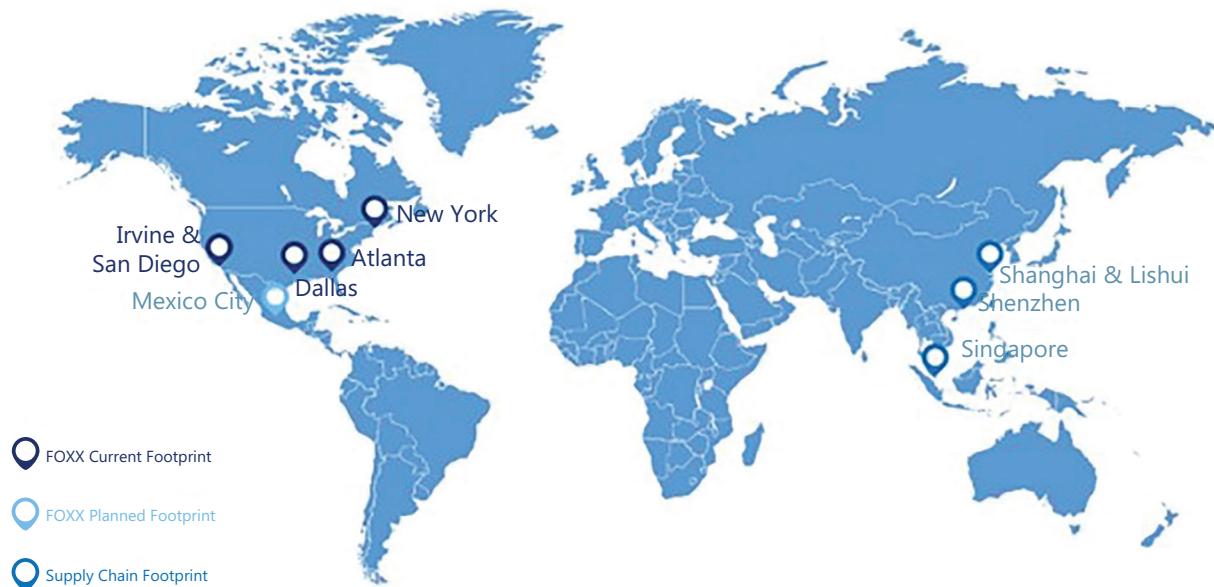 New York
Irvine &
San Diego
Atlanta
Dallas
Mexico City
Shanghai & Lishui
Shenzhen
Singapore
FOXX Current Footprint
FOXX Planned Footprint
Supply Chain Footprint